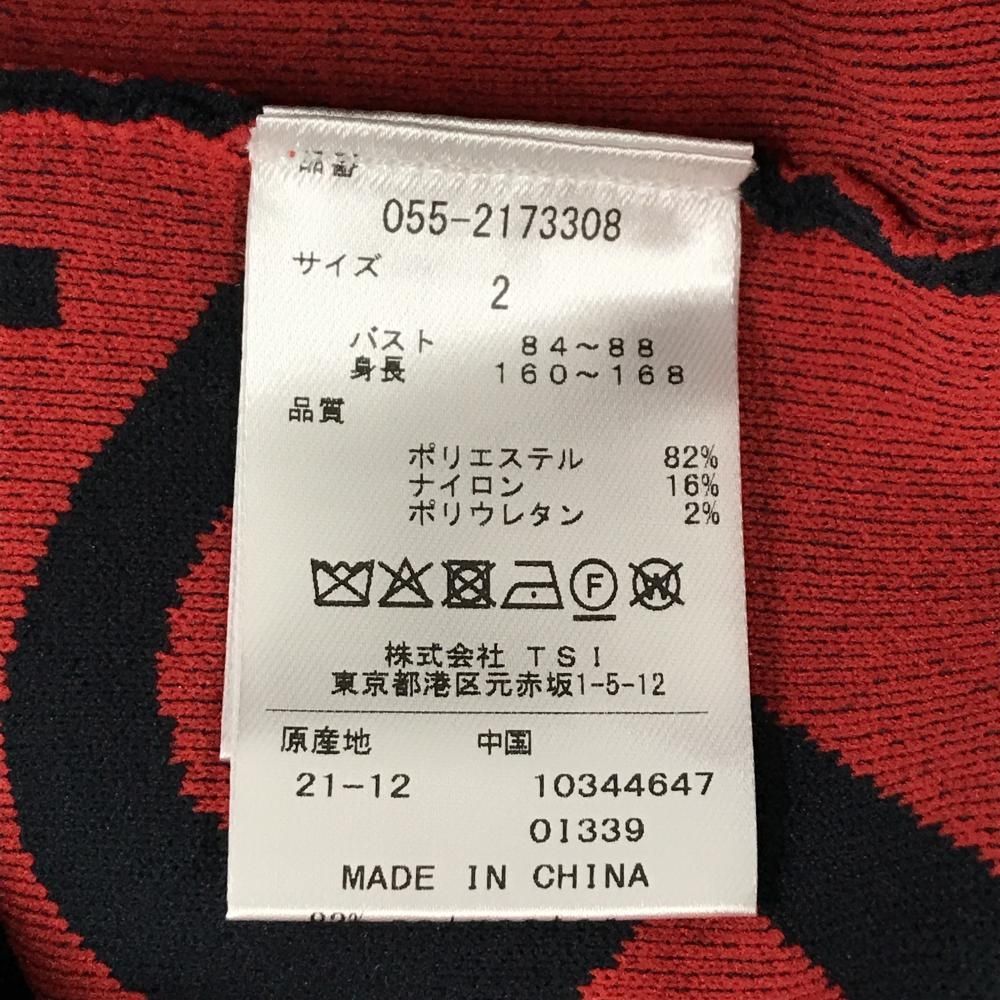 055-2173308
サイズ
2
バスト 84～88
身長 160～168
品質
ポリエステル 82%
ナイロン 16%
ポリウレタン 2%
F W
株式会社 TSI
東京都港区元赤坂1-5-12
原産地 中国
21-12 10344647
01339
MADE IN CHINA